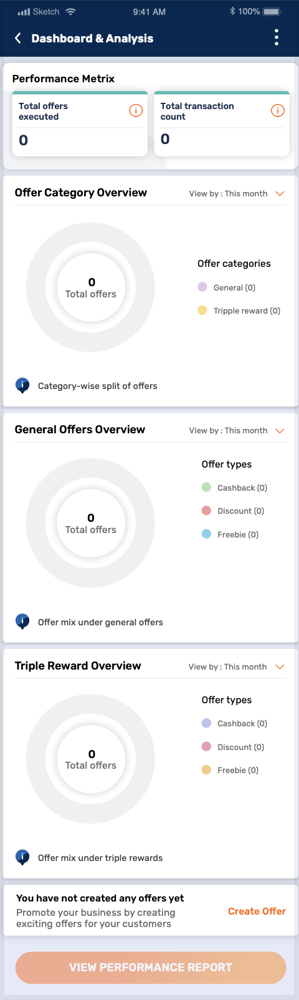 Sketch
9:41 AM
100%
Dashboard & Analysis
Performance Metrix
Total offers
executed
0
Total transaction
count
0
Offer Category Overview
View by : This month
0
Total offers
Offer categories
General (0)
Tripple reward (0)
Category-wise split of offers
General Offers Overview
View by : This month
0
Total offers
Offer types
Cashback (0)
Discount (0)
Freebie (0)
Offer mix under general offers
Triple Reward Overview
View by : This month
0
Total offers
Offer types
Cashback (0)
Discount (0)
Freebie (0)
Offer mix under triple rewards
You have not created any offers yet
Promote your business by creating
exciting offers for your customers
Create Offer
VIEW PERFORMANCE REPORT